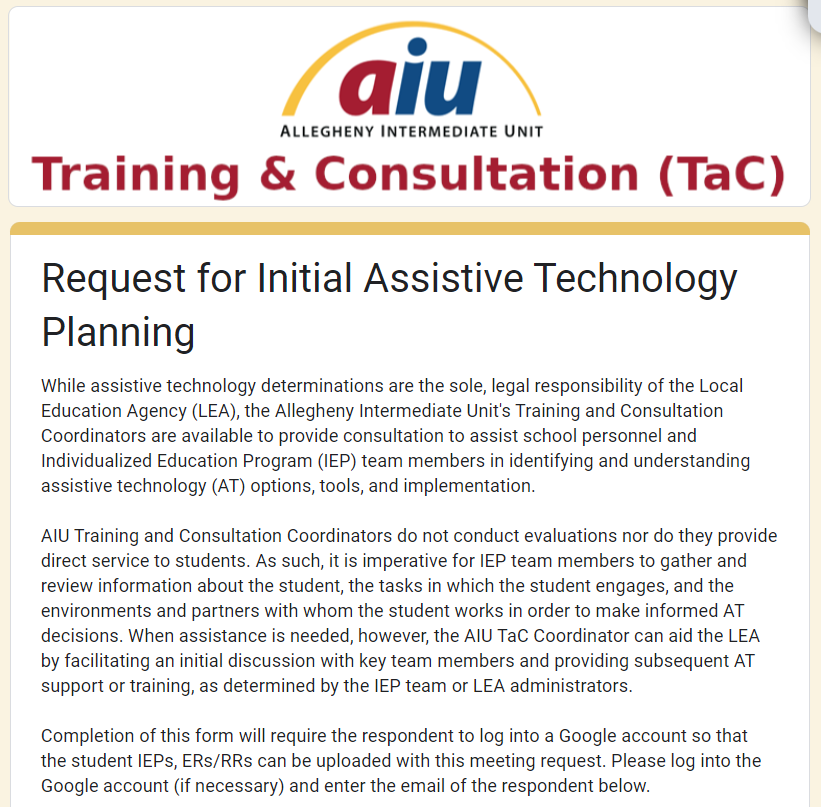 aiu
ALLEGHENY INTERMEDIATE UNIT
Training & Consultation (TaC)
Request for Initial Assistive Technology
Planning
While assistive technology determinations are the sole, legal responsibility of the Local
Education Agency (LEA), the Allegheny Intermediate Unit's Training and Consultation
Coordinators are available to provide consultation to assist school personnel and
Individualized Education Program (IEP) team members in identifying and understanding
assistive technology (AT) options, tools, and implementation.
AIU Training and Consultation Coordinators do not conduct evaluations nor do they provide
direct service to students. As such, it is imperative for IEP team members to gather and
review information about the student, the tasks in which the student engages, and the
environments and partners with whom the student works in order to make informed AT
decisions. When assistance is needed, however, the AIU TaC Coordinator can aid the LEA
by facilitating an initial discussion with key team members and providing subsequent AT
support or training, as determined by the IEP team or LEA administrators.
Completion of this form will require the respondent to log into a Google account so that
the student IEPs, ERs/RRs can be uploaded with this meeting request. Please log into the
Google account (if necessary) and enter the email of the respondent below.